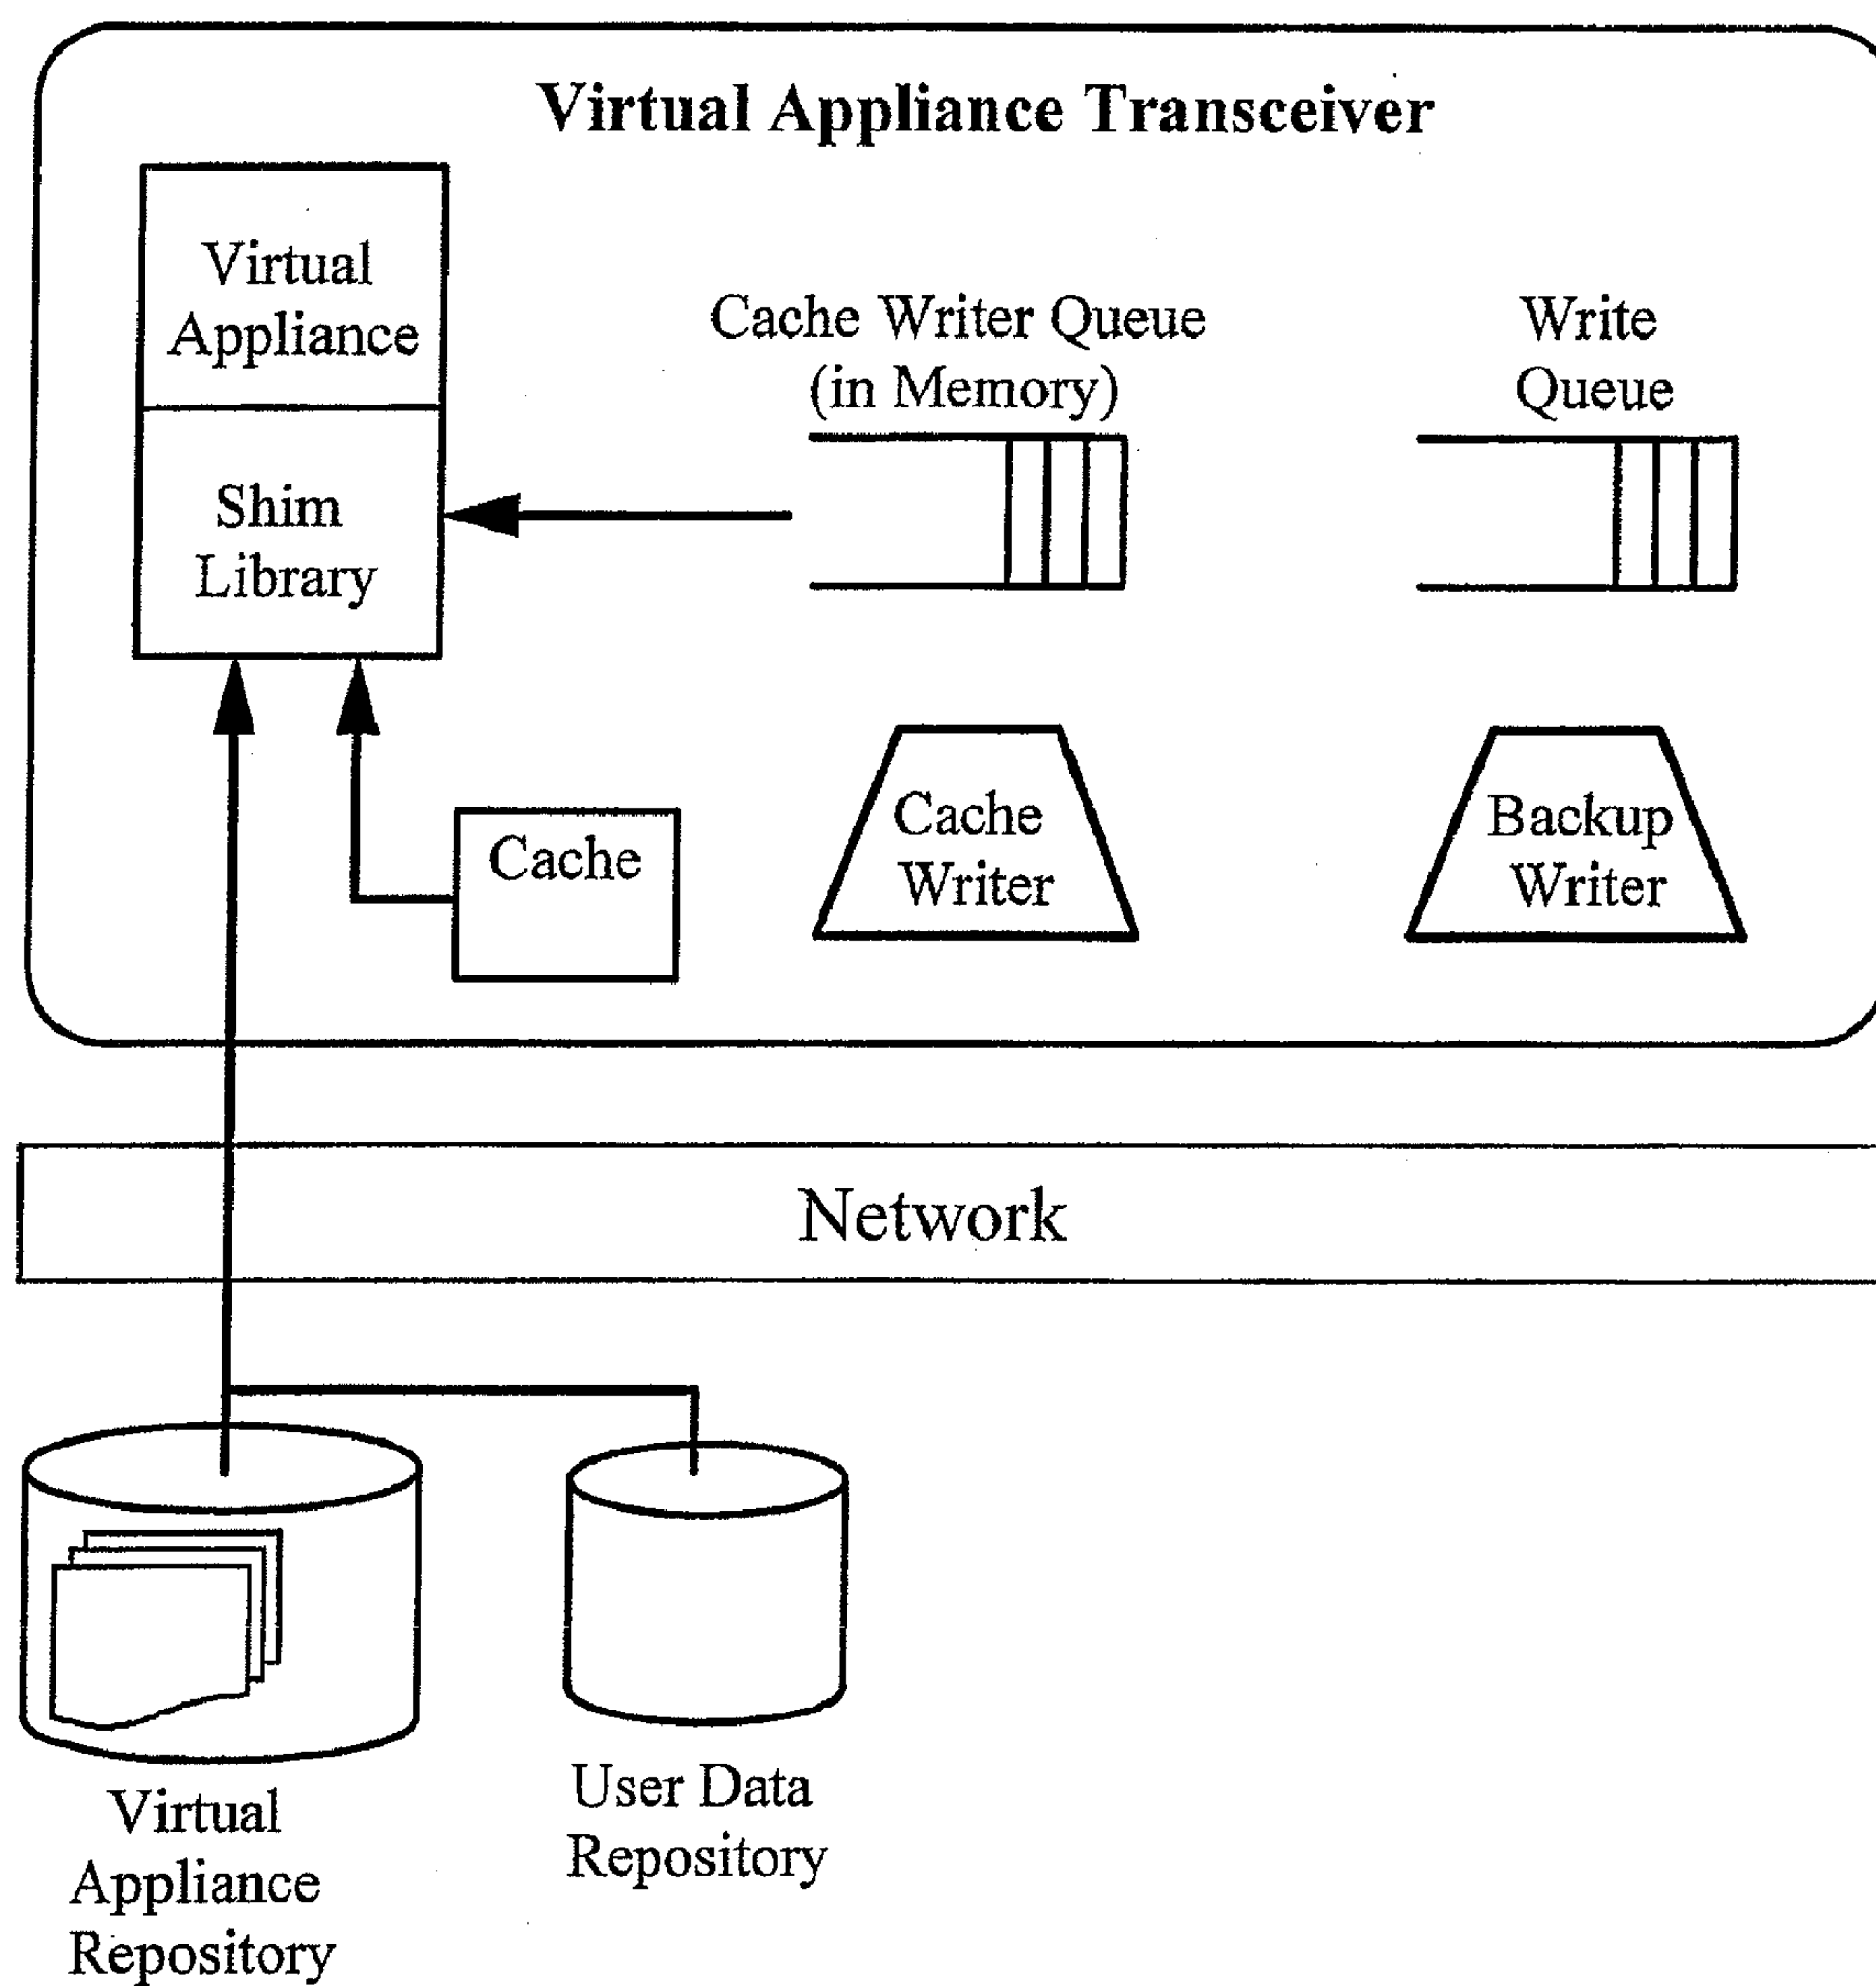 Virtual Appliance Transceiver
Virtual
Appliance
Shim
Library
Cache Writer Queue
(in Memory)
Write
Queue
Cache
Cache
Writer
Backup
Writer
Network
Virtual
Appliance
Repository
User Data
Repository